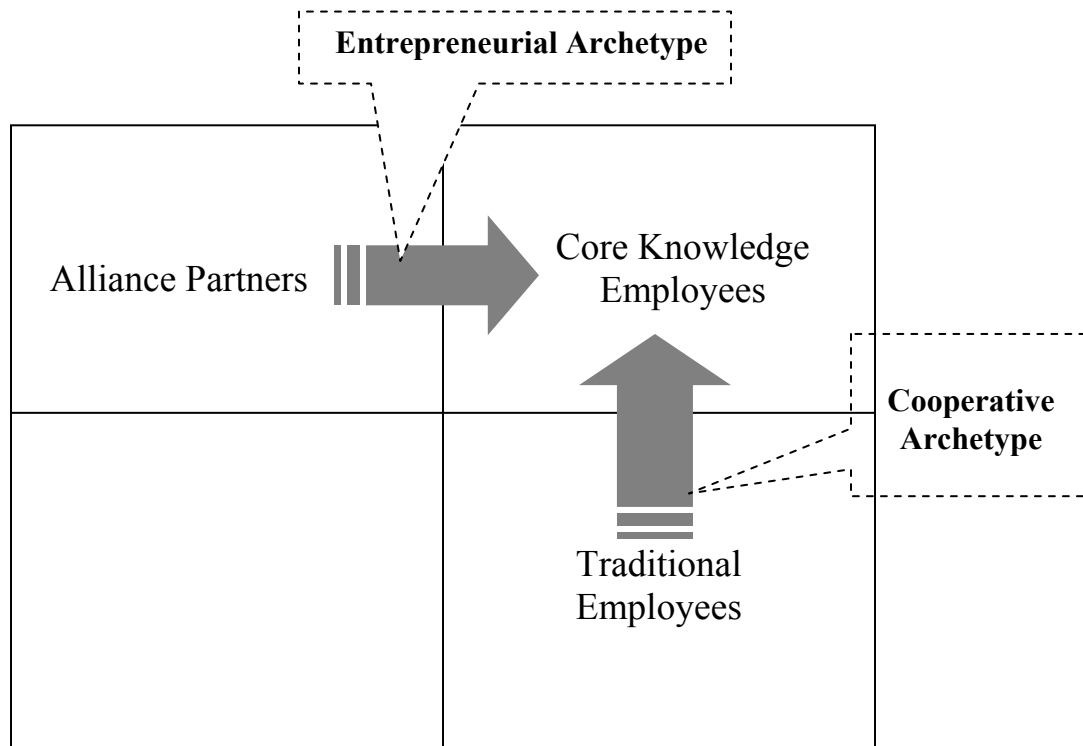 Entrepreneurial Archetype
Alliance Partners
Core Knowledge
Employees
Cooperative
Archetype
Traditional
Employees